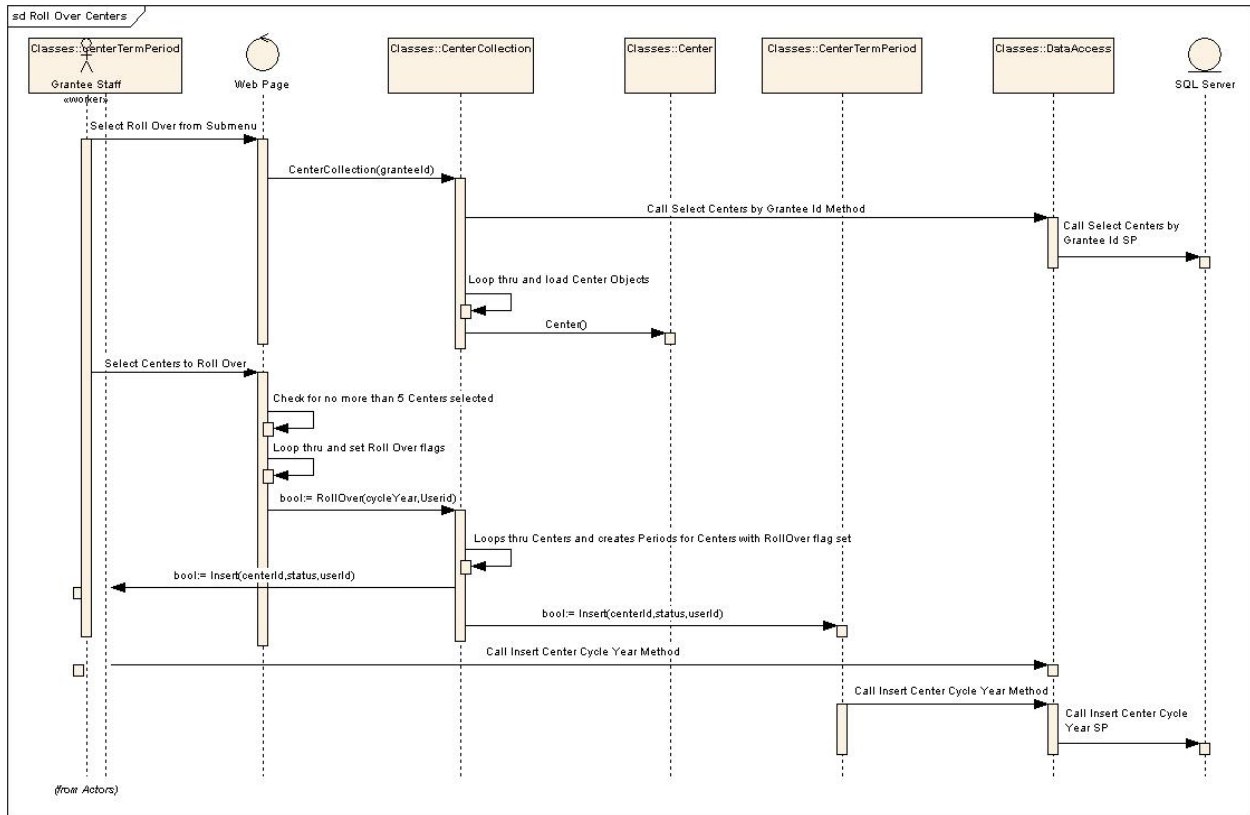 sd Roll Over Centers
Classes::centerTermPeriod
Grantee Staff
«worker»
Web Page
Classes::CenterCollection
Classes::Center
Classes::CenterTermPeriod
Classes::DataAccess
SQL Server
Select Roll Over from Submenu
CenterCollection(granteeId)
Call Select Centers by Grantee Id Method
Call Select Centers by
Grantee Id SP
Loop thru and load Center Objects
Center()
Select Centers to Roll Over
Check for no more than 5 Centers selected
Loop thru and set Roll Over flags
bool:= RollOver(cycleYear,Userid)
Loops thru Centers and creates Periods for Centers with RollOver flag set
bool:= Insert(centerId,status,userId)
bool:= Insert(centerId,status,userId)
Call Insert Center Cycle Year Method
Call Insert Center Cycle Year Method
Call Insert Center Cycle
Year SP
(from Actors)